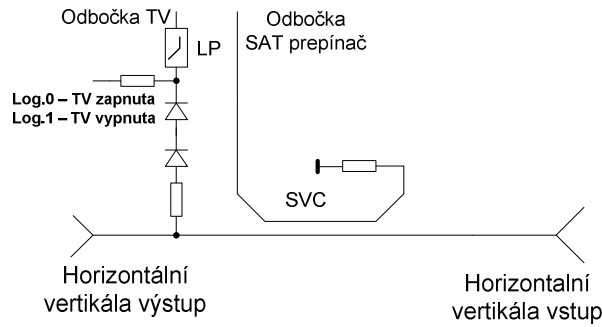 Odbočka TV
Odbočka
SAT prepínač
LP
Log.0 – TV zapnuta
Log.1 – TV vypnuta
SVC
Horizontální
vertikála výstup
Horizontalní
vertikála vstup